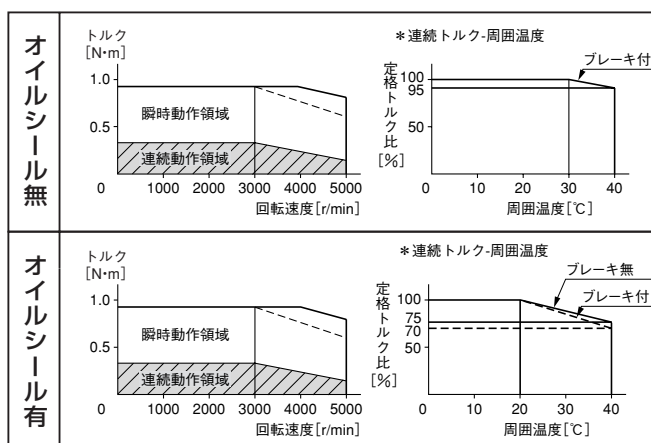 オイルシール無
トルク
[N・m]
1.0
0.5
瞬時動作領域
連続動作領域
0 1000 2000 3000 4000 5000
回転速度[r/min]
＊連続トルク-周囲温度
定格トルク比[%]
ブレーキ付
100
95
50
0 10 20 30 40
周囲温度[℃]
オイルシール有
トルク
[N・m]
1.0
0.5
瞬時動作領域
連続動作領域
0 1000 2000 3000 4000 5000
回転速度[r/min]
＊連続トルク-周囲温度
定格トルク比[%]
ブレーキ無
ブレーキ付
100
75
70
50
0 10 20 30 40
周囲温度[℃]